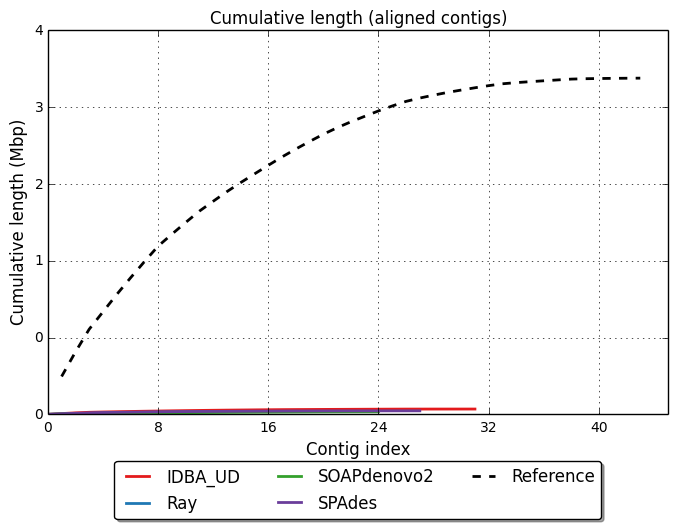 Cumulative length (aligned contigs)
4
3
2
1
0
0
Cumulative length (Mbp)
0 8 16 24 32 40
Contig index
IDBA_UD SOAPdenovo2 Reference
Ray SPAdes